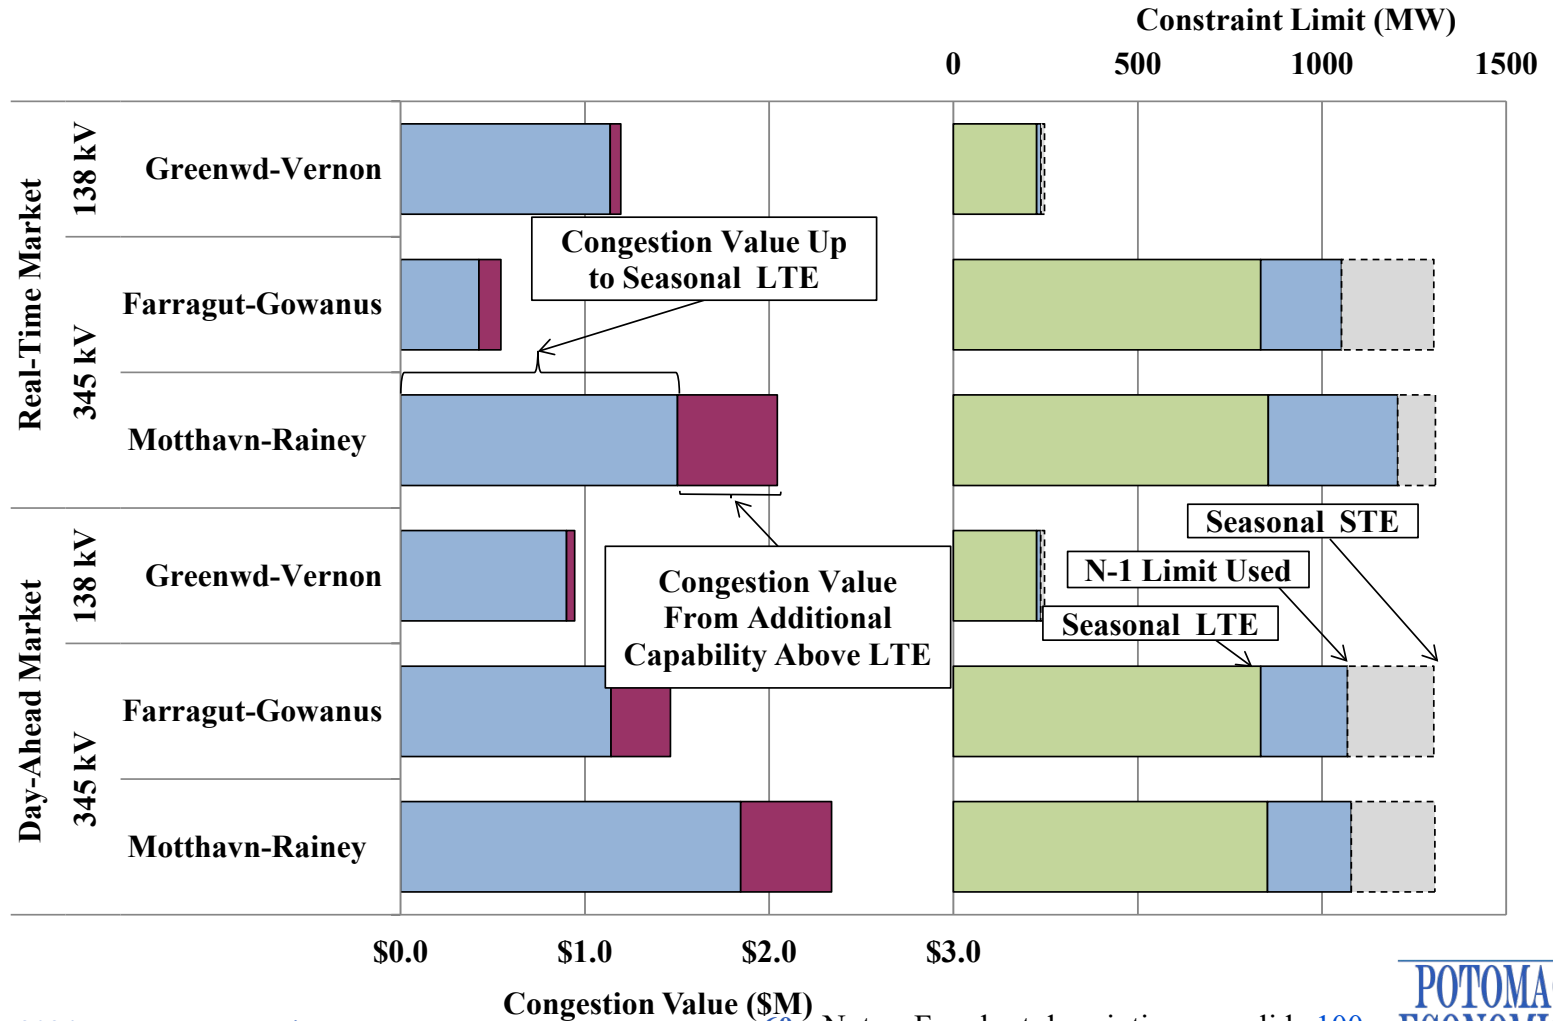 Constraint Limit (MW)
0 500 1000 1500
Real-Time Market
138 kV
Greenwd-Vernon
Congestion Value Up
to Seasonal LTE
345 kV
Farragut-Gowanus
Motthavn-Rainey
Day-Ahead Market
138 kV
Greenwd-Vernon
Congestion Value
From Additional
Capability Above LTE
Seasonal STE
N-1 Limit Used
Seasonal LTE
345 kV
Farragut-Gowanus
Motthavn-Rainey
$0.0 $1.0 $2.0 $3.0
Congestion Value ($M)